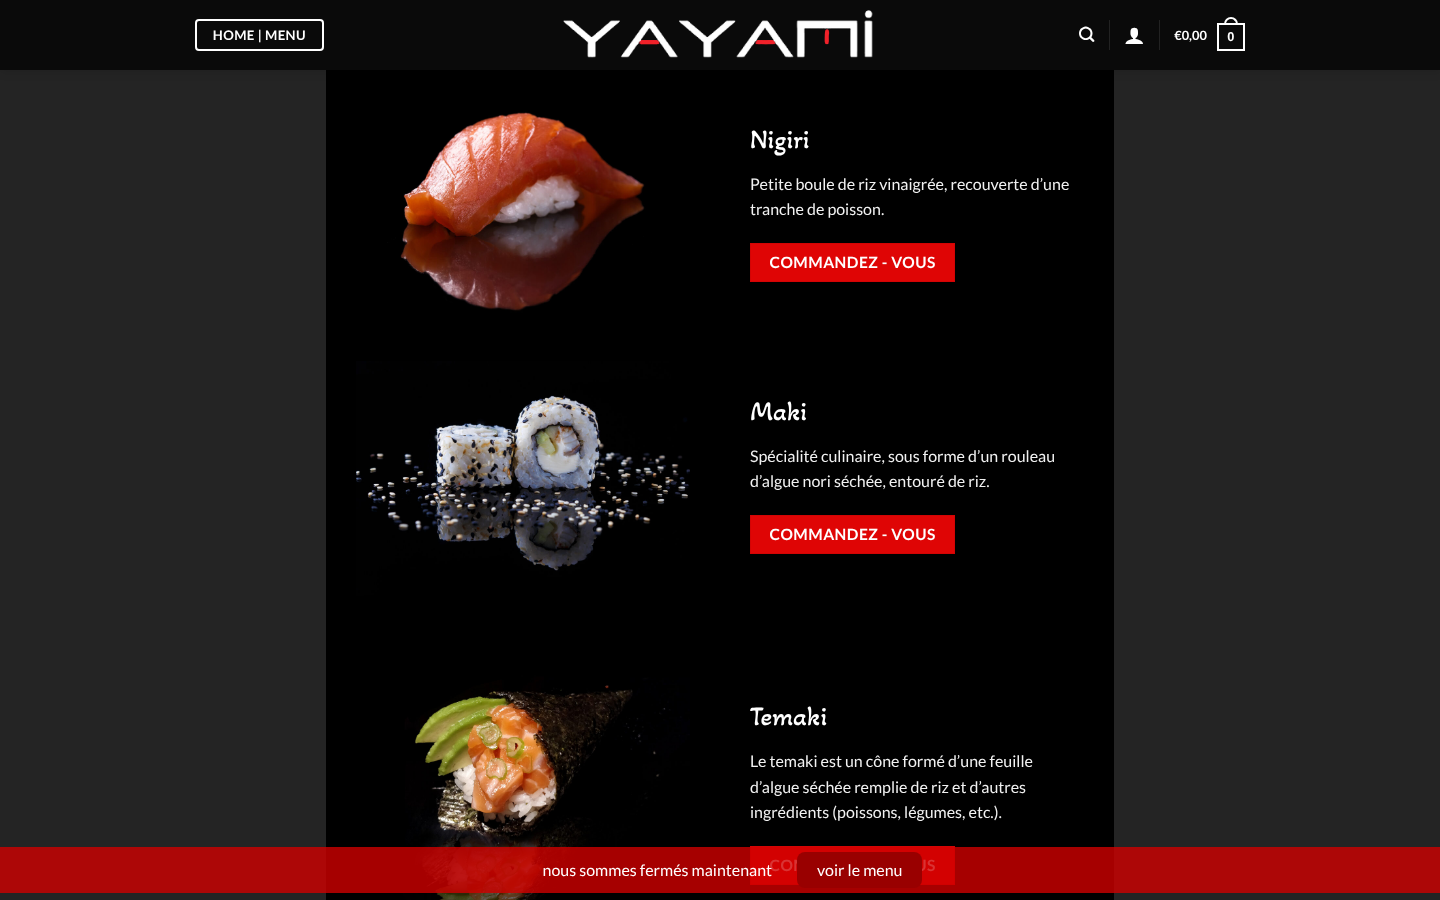 HOME | MENU
YAYAMi
€0,00
0
Nigiri
Petite boule de riz vinaigrée, recouverte d’une
tranche de poisson.
COMMANDEZ - VOUS
Maki
Spécialité culinaire, sous forme d’un rouleau
d’algue nori séchée, entouré de riz.
COMMANDEZ - VOUS
Temaki
Le temaki est un cône formé d’une feuille
d’algue séchée remplie de riz et d’autres
ingrédients (poissons, légumes, etc.).
nous sommes fermés maintenant
voir le menu